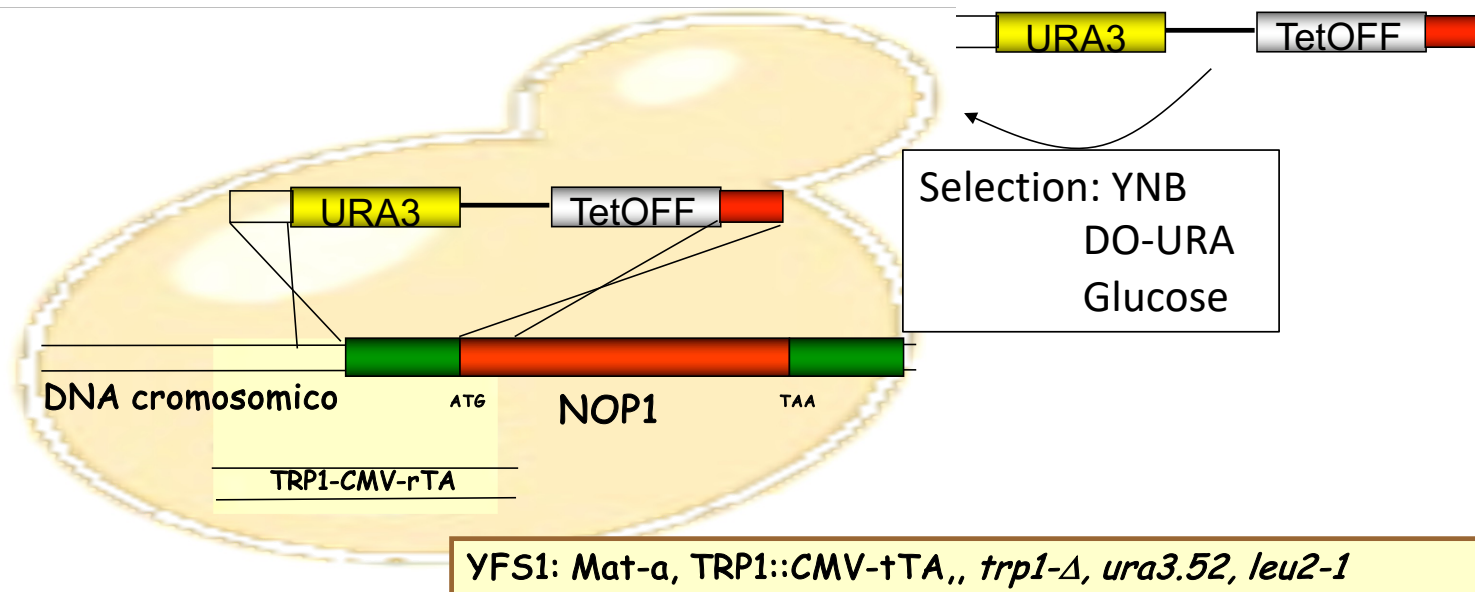 URA3 TetOFF
Selection: YNB
DO-URA
Glucose
URA3 TetOFF
DNA cromosomico
ATG NOP1 TAA
TRP1-CMV-rTA
YFS1: Mat-a, TRP1::CMV-tTA,, trp1-Δ, ura3.52, leu2-1